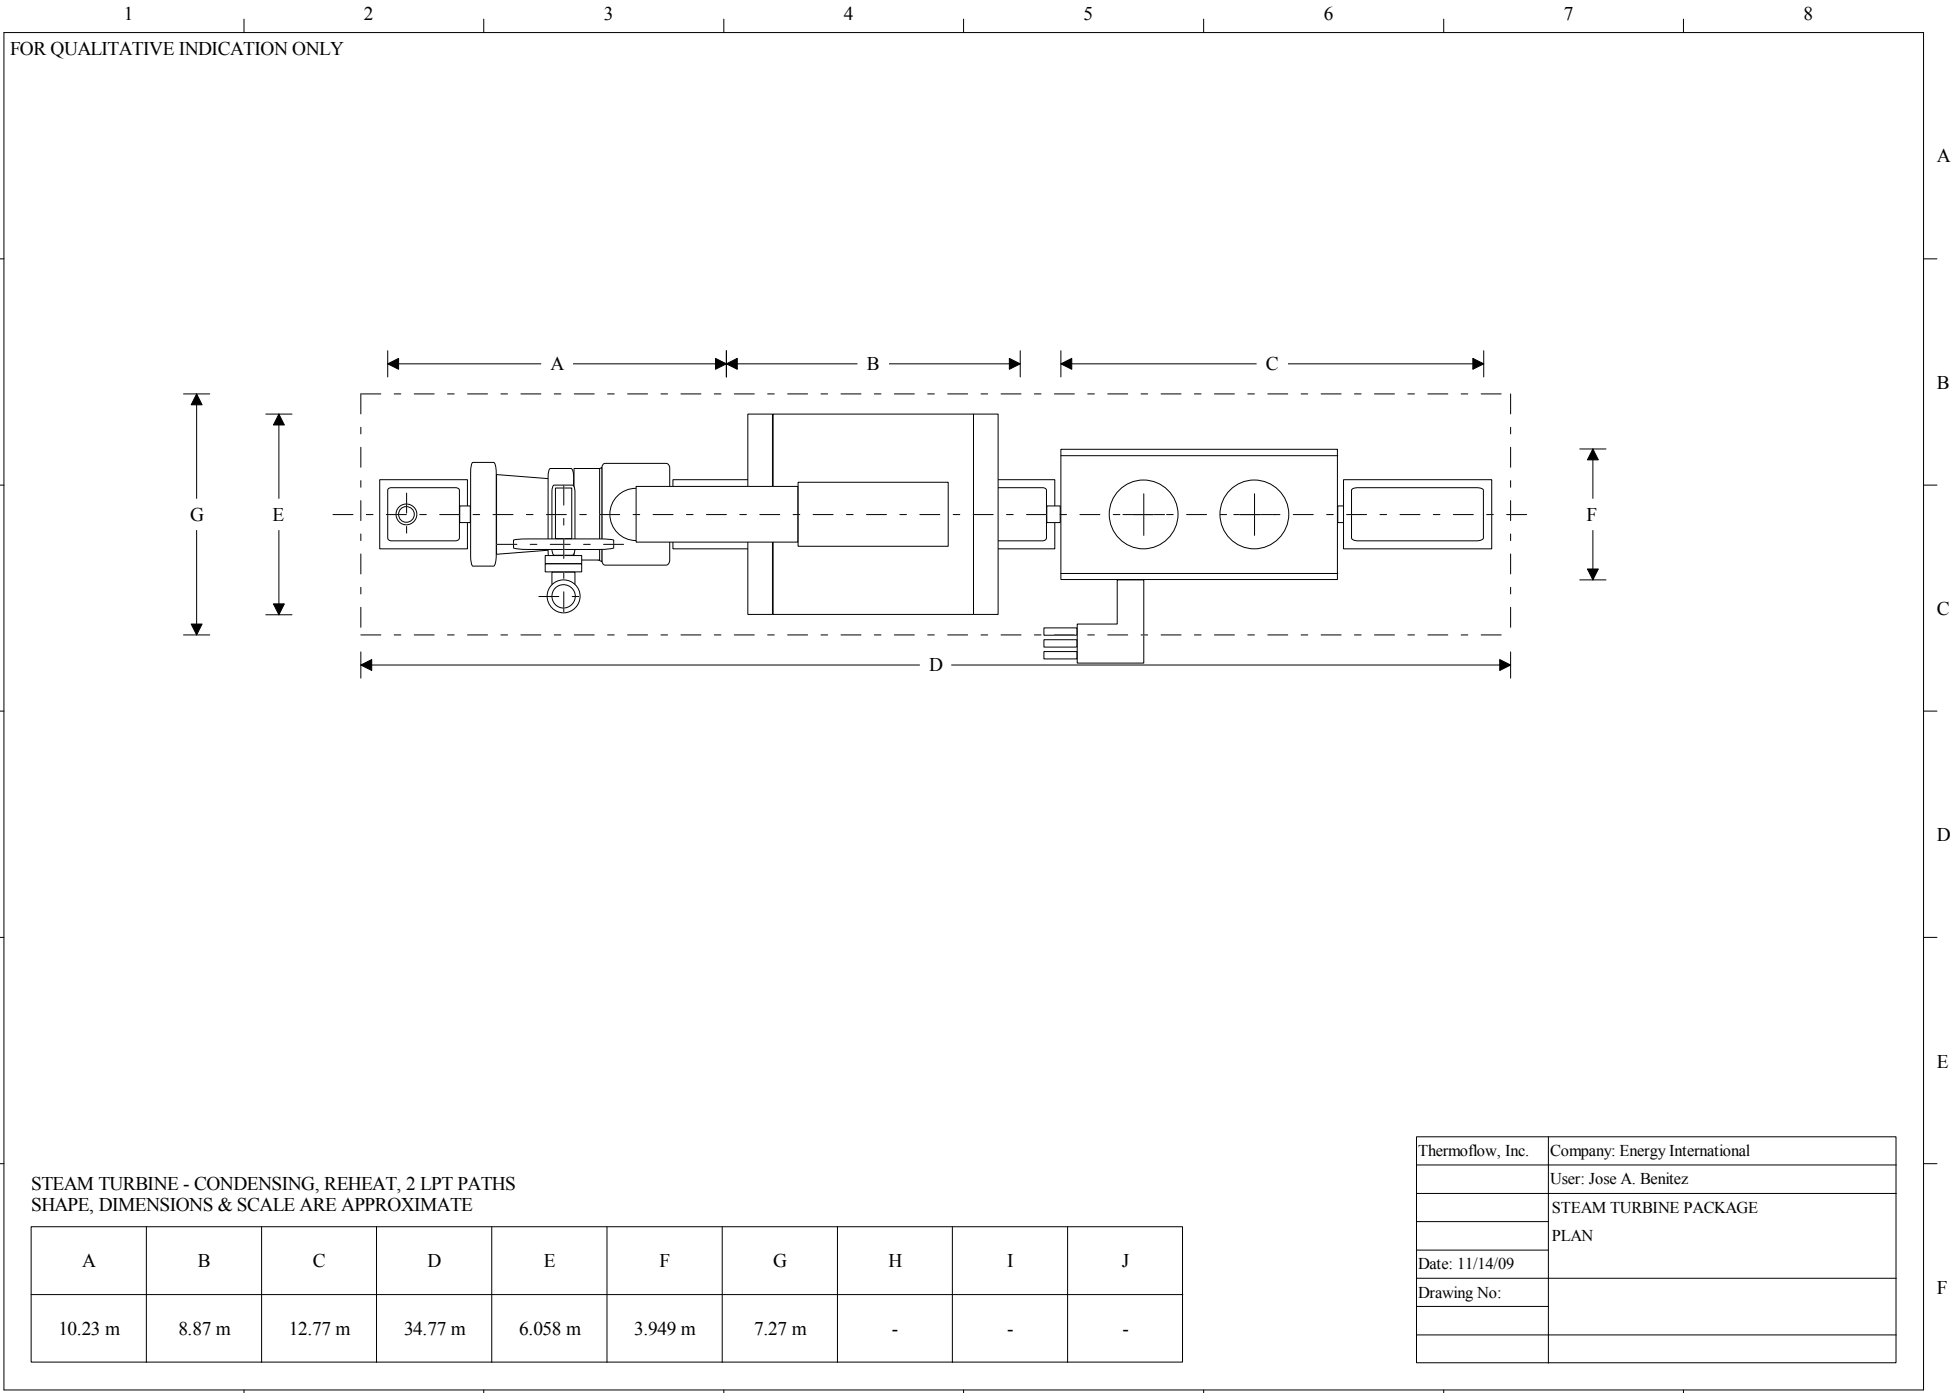 1 2 3 4 5 6 7 8
FOR QUALITATIVE INDICATION ONLY
A
A B C
B
G E F
C
D
D
E
STEAM TURBINE - CONDENSING, REHEAT, 2 LPT PATHS
SHAPE, DIMENSIONS & SCALE ARE APPROXIMATE
A B C D E F G H I J
10.23 m 8.87 m 12.77 m 34.77 m 6.058 m 3.949 m 7.27 m - - -
Thermoflow, Inc. Company: Energy International
User: Jose A. Benitez
STEAM TURBINE PACKAGE
PLAN
Date: 11/14/09
Drawing No:
F